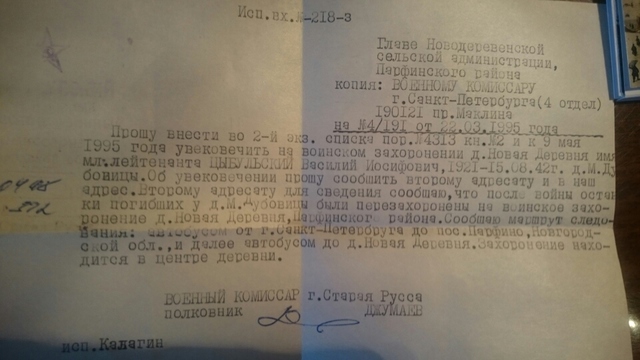 Исп.вх.№-218-з
Главе Новодеревенской
сельской администрации,
Парфинского района
копия: ВОЕННОМУ КОМИССАРУ
г.Санкт-Петербурга(4 отдел)
190121 пр.Маклина
на №4/191 от 22.03.1995 года
Прошу внести во 2-й экз. списка пор.№4313 кн.№2 и к 9 мая
1995 года увековечить на воинском захоронении д.Новая Деревня имя
мл.лейтенанта ЦЫБУЛЬСКИЙ Василий Иосифович,1921-15.08.42г. д.М.Ду
бовицы.Об увековечении прошу сообщить второму адресату и в наш
адрес.Второму адресату для сведения сообщаю,что после войны остан
ки погибших у д.М.Дубовицы были перезахоронены на воинское захо-
ронение д.Новая Деревня,Парфинского района.Сообщаю маршрут следо-
вания: автобусом от г.Санкт-Петербруга до пос.Парфино,Новгород-
ской обл.,и далее автобусом до д.Новая Деревня.Захоронение нахо-
дится в центре деревни.
ВОЕННЫЙ КОМИССАР г.Старая Русса
полковник ДЖУМАЕВ
исп.Калагин